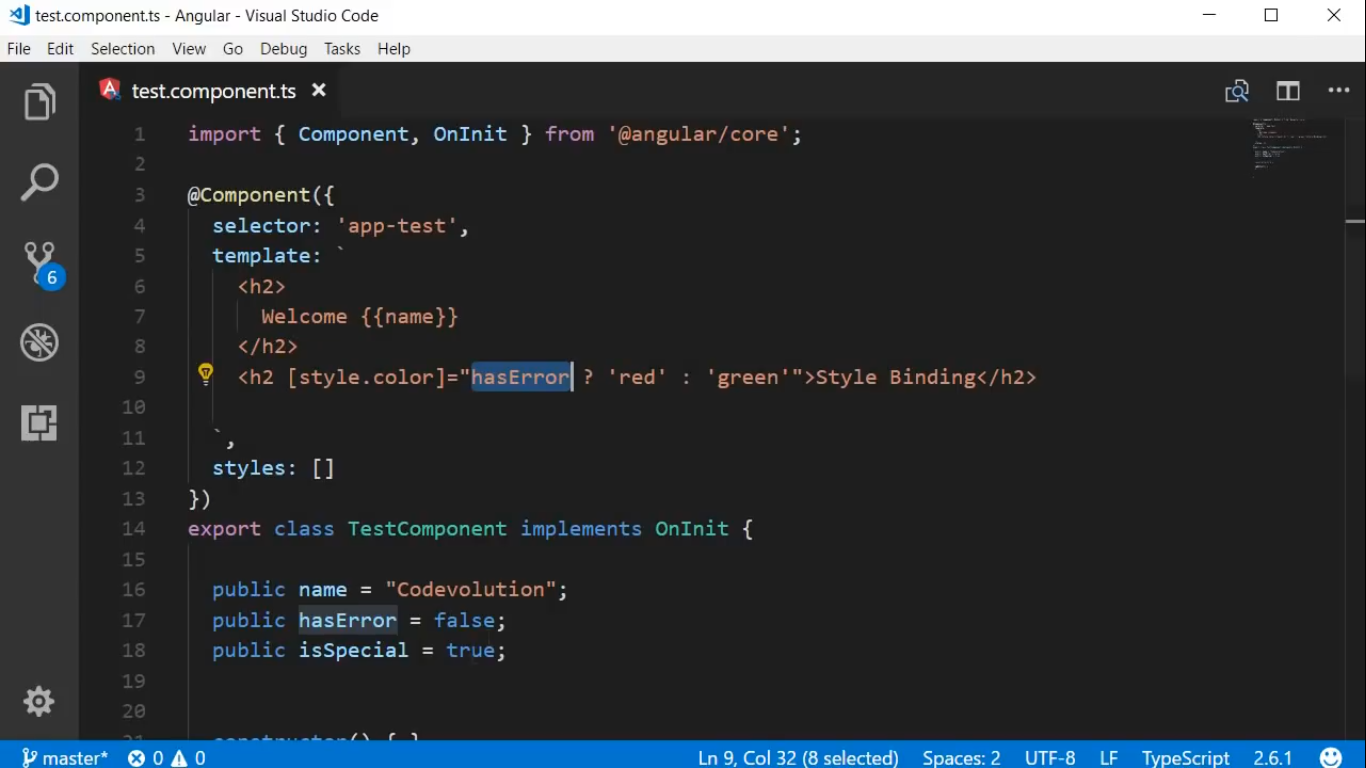 test.component.ts - Angular - Visual Studio Code
File Edit Selection View Go Debug Tasks Help
test.component.ts
1 import { Component, OnInit } from '@angular/core';
2
3 @Component({
4 selector: 'app-test',
5 template: `
6 <h2>
7 Welcome {{name}}
8 </h2>
9 <h2 [style.color]="hasError ? 'red' : 'green'">Style Binding</h2>
10
11 `,
12 styles: []
13 })
14 export class TestComponent implements OnInit {
15
16 public name = "Codevolution";
17 public hasError = false;
18 public isSpecial = true;
19
20
21 constructor() { }
6
master* 0 0 Ln 9, Col 32 (8 selected) Spaces: 2 UTF-8 LF TypeScript 2.6.1